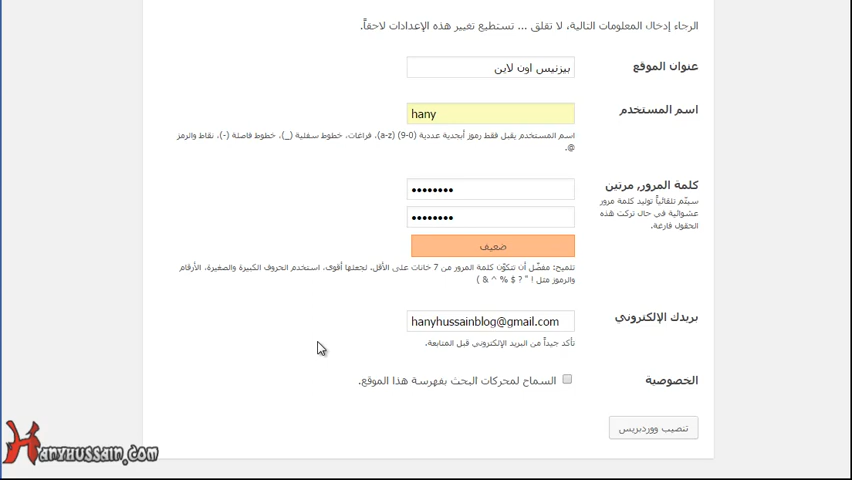 الرجاء إدخال المعلومات التالية، لا تقلق ... تستطيع تغيير هذه الإعدادات لاحقاً.
عنوان الموقع
بيزنيس اون لاين
اسم المستخدم
hany
اسم المستخدم يقبل فقط رموز أبجدية عددية (0-9) (a-z)، فراغات، خطوط سفلية (_)، خطوط فاصلة (-)، نقاط والرمز
@.
كلمة المرور, مرتين
سيتم تلقائياً توليد كلمة مرور
عشوائية في حال تركت هذه
الحقول فارغة.
••••••••
••••••••
ضعيف
تلميح: مفضّل أن تتكوّن كلمة المرور من 7 خانات على الأقل. لجعلها أقوى، استخدم الحروف الكبيرة والصغيرة، الأرقام
والرموز مثل ! " ? $ % ^ & )
بريدك الإلكتروني
hanyhussainblog@gmail.com
تأكد جيداً من البريد الإلكتروني قبل المتابعة.
الخصوصية
السماح لمحركات البحث بفهرسة هذا الموقع.
تنصيب ووردبريس
HANYHUSSAIN.COM